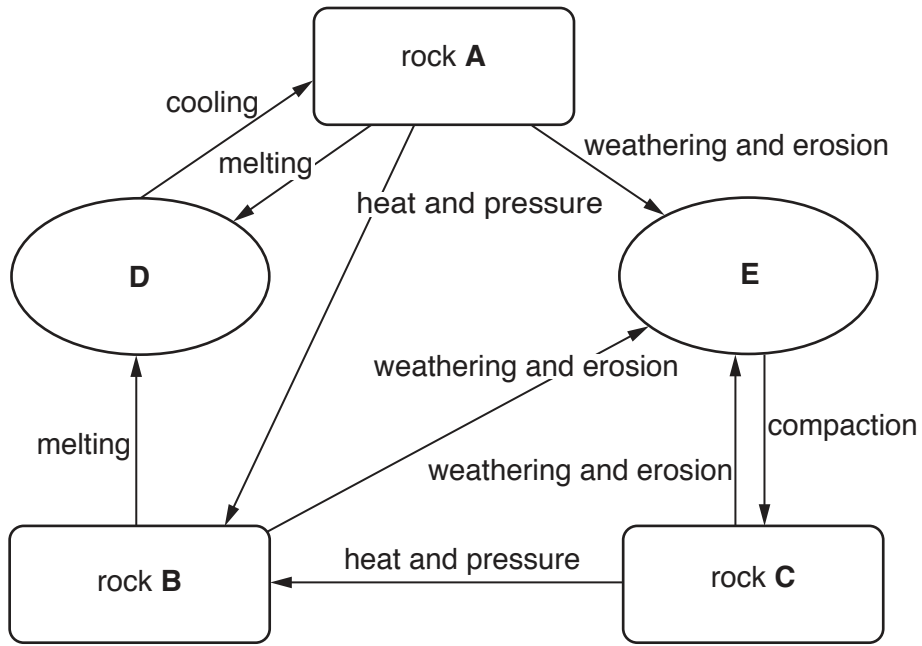 rock A
cooling
weathering and erosion
melting
heat and pressure
D
E
weathering and erosion
compaction
melting
weathering and erosion
heat and pressure
rock B
rock C